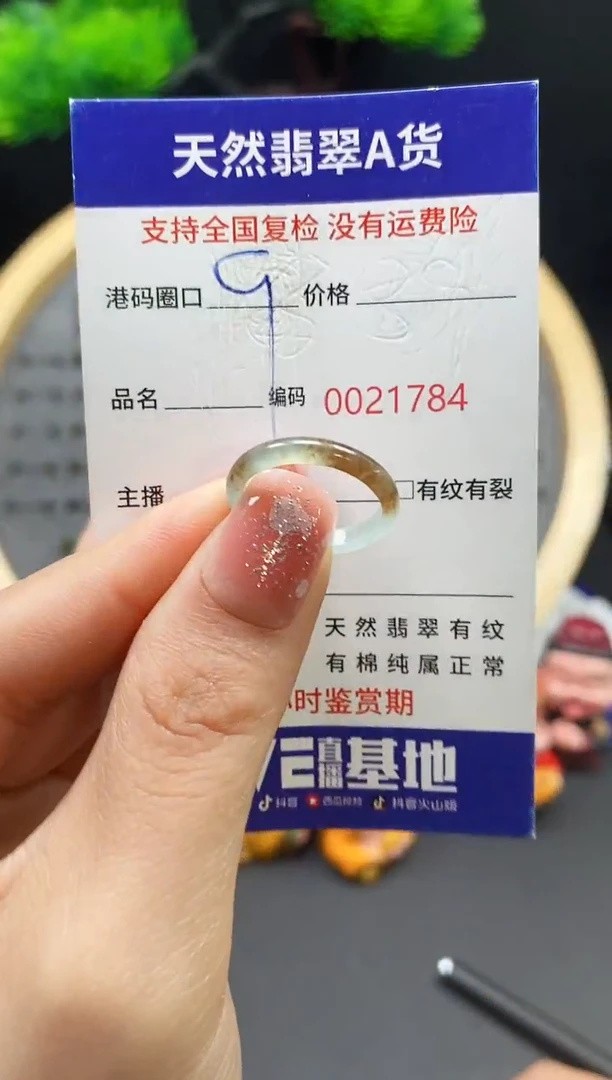 天然翡翠A货
支持全国复检 没有运费险
港码圈口 9 价格
品名 编码 0021784
主播 有纹有裂
天然翡翠有纹
有棉纯属正常
时鉴赏期
直播基地
抖音 西瓜视频 抖音火山版